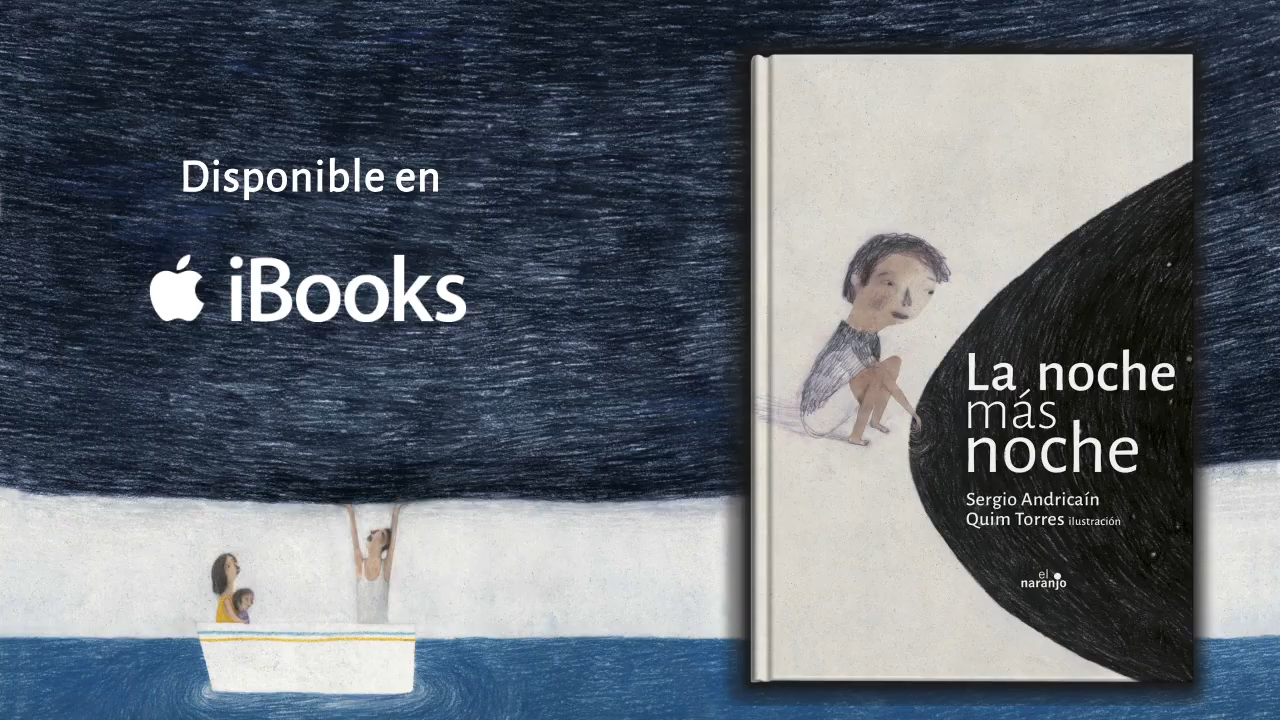 Disponible en
iBooks
La noche
más
noche
Sergio Andricaín
Quim Torres ilustración
el
naranjo